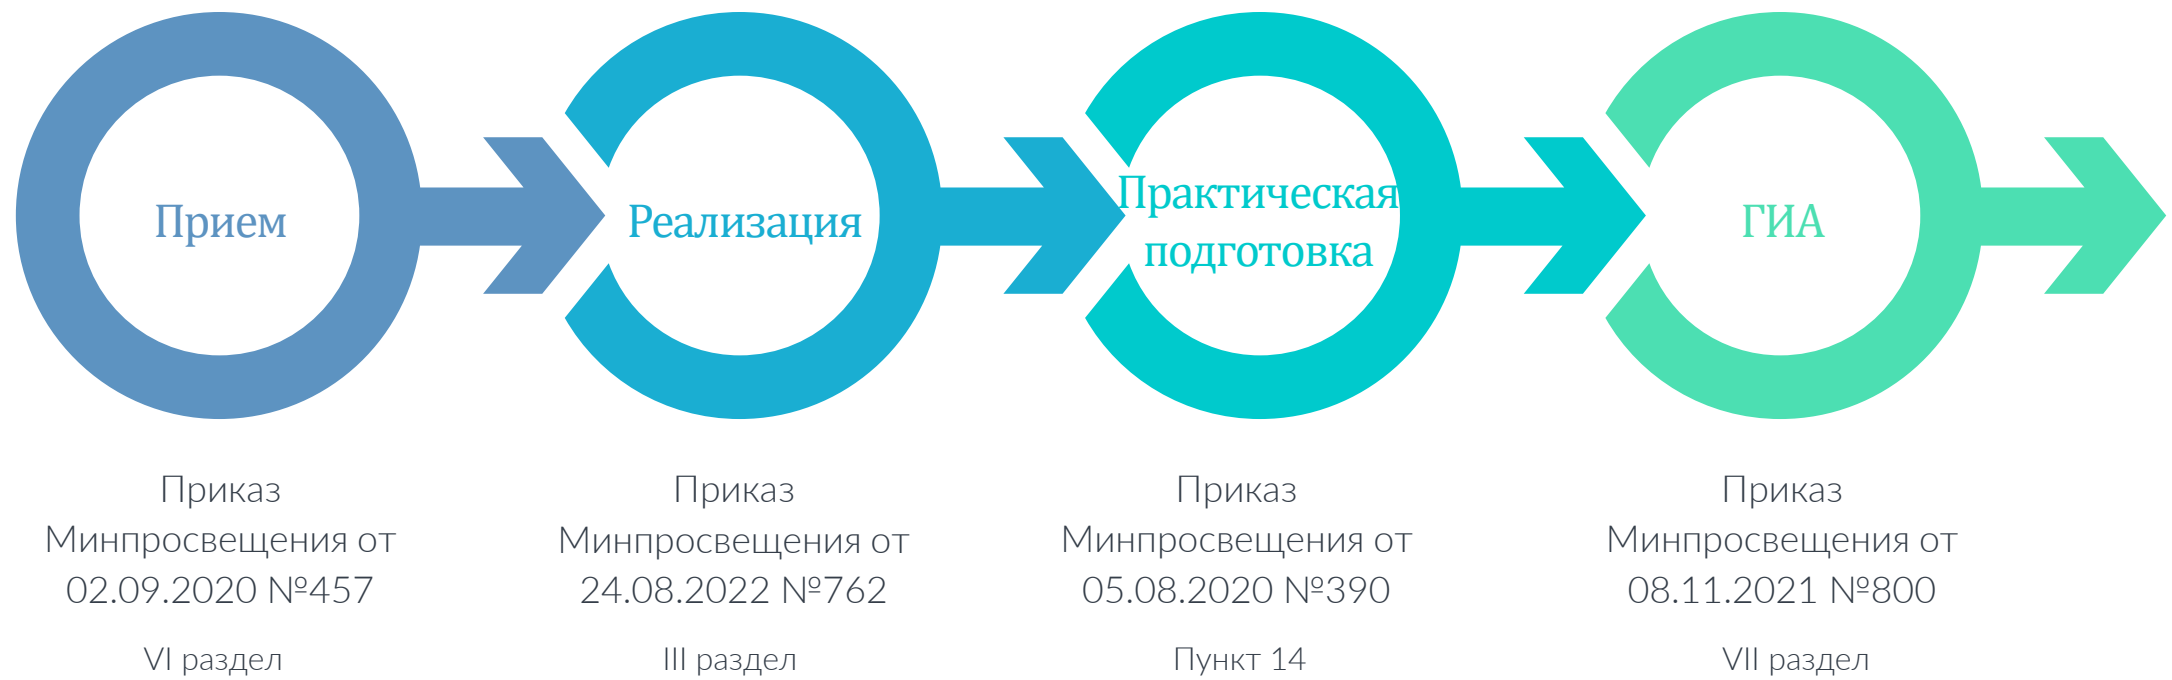 Прием
Реализация
Практическая
подготовка
ГИА
Приказ
Минпросвещения от
02.09.2020 №457
VI раздел
Приказ
Минпросвещения от
24.08.2022 №762
III раздел
Приказ
Минпросвещения от
05.08.2020 №390
Пункт 14
Приказ
Минпросвещения от
08.11.2021 №800
VII раздел